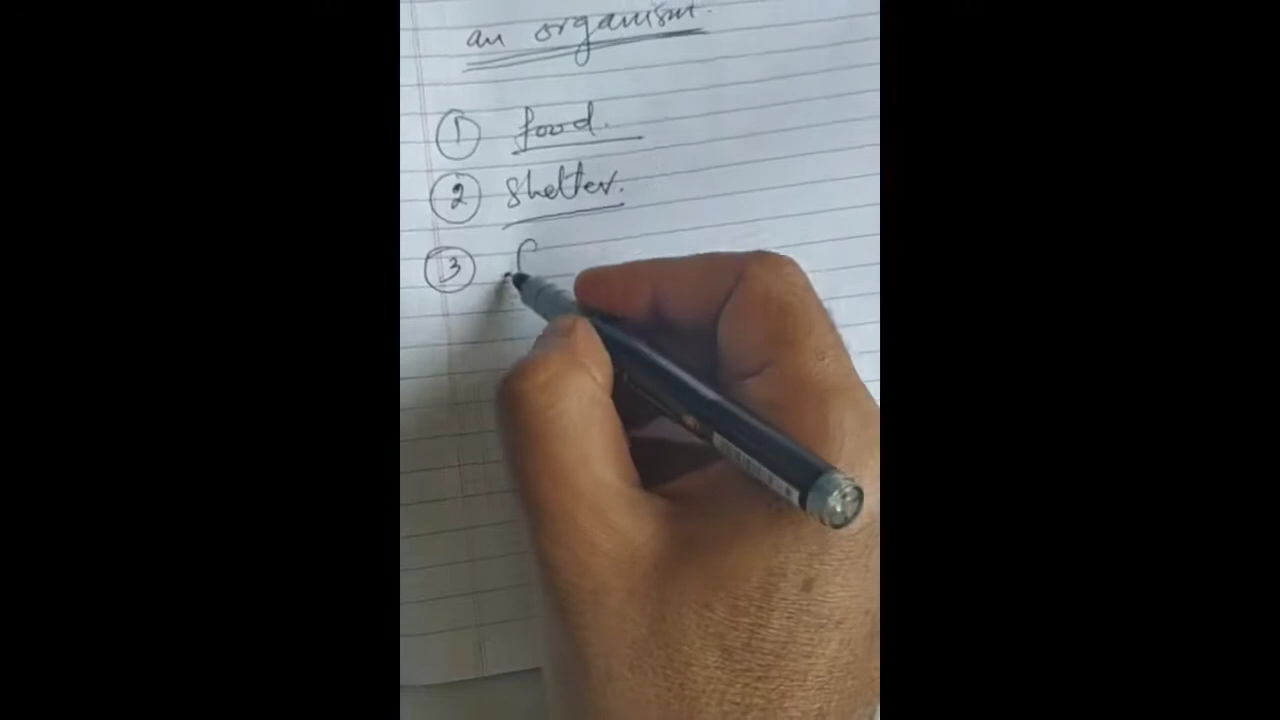 an organism.
① food.
② Shelter.
③